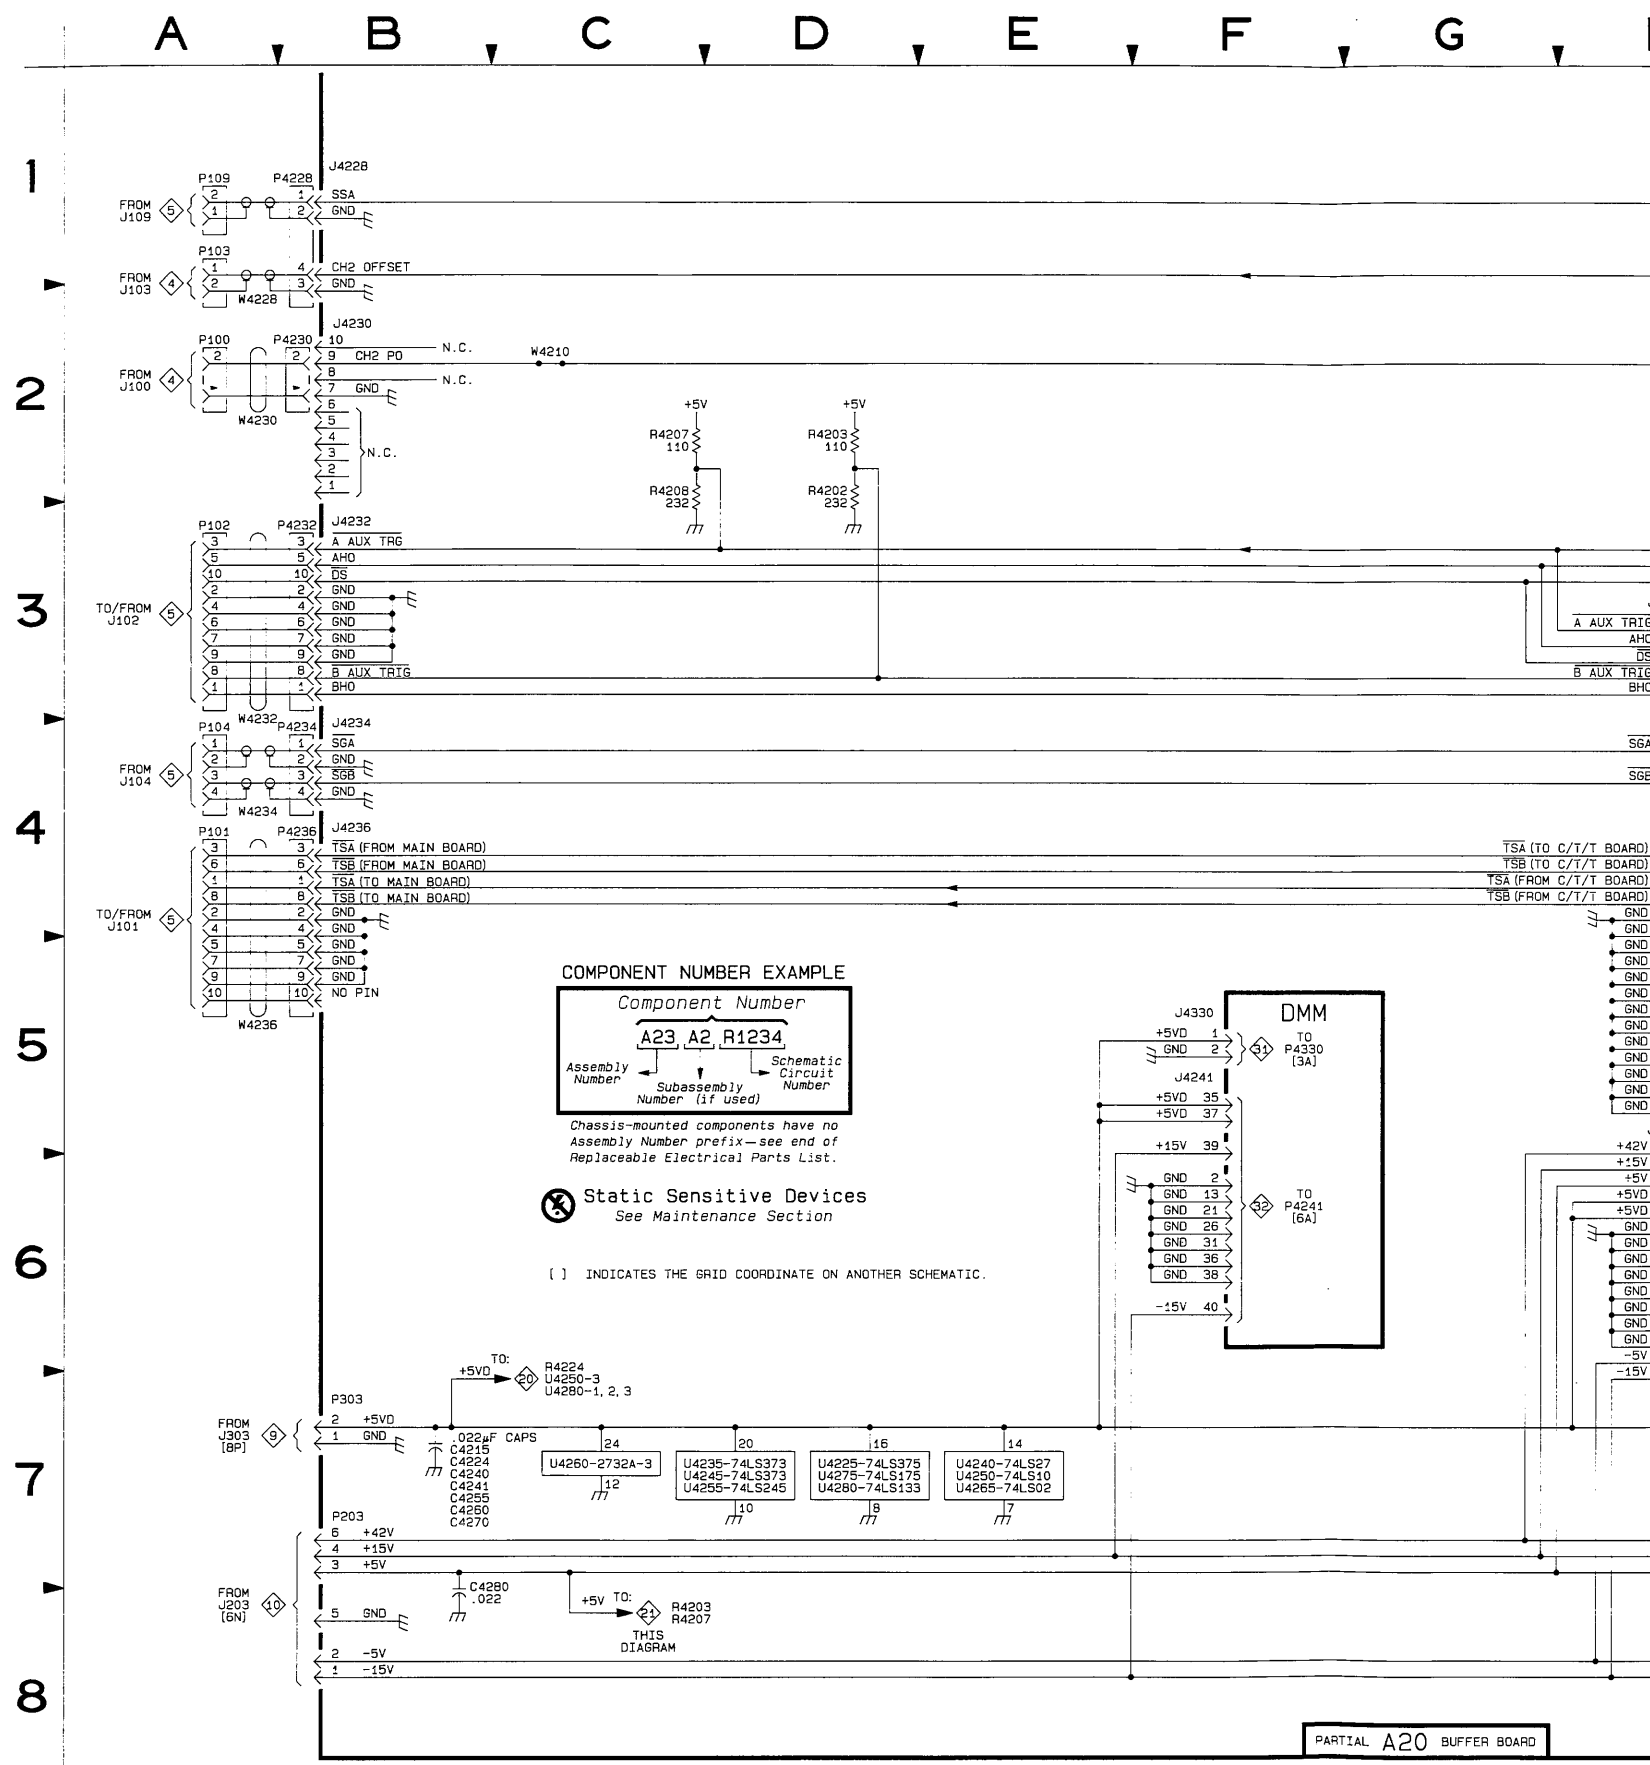 A B C D E F G
1
J4228
P109 P4228
2 1 SSA
1 2 GND
FROM J109 5
P103
1 4 CH2 OFFSET
2 3 GND
FROM J103 4
W4228
J4230
P100 P4230 10 N.C.
2 2 9 CH2 PO W4210
8 N.C.
7 GND
FROM J100 4
2
W4230
6
5
4
3 N.C.
2
1
+5V +5V
R4207 110 R4203 110
R4208 232 R4202 232
P102 P4232 J4232
3 3 A AUX TRG
5 5 AHO
10 10 DS
2 2 GND
4 4 GND
6 6 GND
7 7 GND
9 9 GND
8 8 B AUX TRIG
1 1 BHO
3
TO/FROM J102 5
A AUX TRIG
AHO
DS
B AUX TRIG
BHO
W4232
P104 P4234 J4234
1 1 SGA SGA
2 2 GND
3 3 SGB SGB
4 4 GND
FROM J104 5
W4234
4
P101 P4236 J4236
3 3 TSA (FROM MAIN BOARD) TSA (TO C/T/T BOARD)
6 6 TSB (FROM MAIN BOARD) TSB (TO C/T/T BOARD)
1 1 TSA (TO MAIN BOARD) TSA (FROM C/T/T BOARD)
8 8 TSB (TO MAIN BOARD) TSB (FROM C/T/T BOARD)
2 2 GND
4 4 GND
5 5 GND
7 7 GND
9 9 GND
10 10 NO PIN
TO/FROM J101 5
W4236
GND
GND
GND
GND
GND
GND
GND
GND
GND
GND
GND
GND
GND
5
COMPONENT NUMBER EXAMPLE
Component Number
A23 A2 R1234
Assembly Number
Subassembly Number (if used)
Schematic Circuit Number
Chassis-mounted components have no
Assembly Number prefix—see end of
Replaceable Electrical Parts List.
Static Sensitive Devices
See Maintenance Section
[ ] INDICATES THE GRID COORDINATE ON ANOTHER SCHEMATIC.
J4330
DMM
+5VD 1
GND 2
31 TO P4330 [3A]
J4241
+5VD 35
+5VD 37
+15V 39
GND 2
GND 13
GND 21
GND 26
GND 31
GND 36
GND 38
-15V 40
32 TO P4241 [6A]
+42V
+15V
+5V
+5VD
+5VD
GND
GND
GND
GND
GND
GND
GND
GND
-5V
-15V
6
TO:
+5VD 20 R4224
U4250-3
U4280-1, 2, 3
P303
2 +5VD
1 GND
FROM J303 [8P] 9
.022µF CAPS
C4215
C4224
C4240
C4241
C4255
C4260
C4270
24
U4260-2732A-3
12
20
U4235-74LS373
U4245-74LS373
U4255-74LS245
10
16
U4225-74LS375
U4275-74LS175
U4280-74LS133
8
14
U4240-74LS27
U4250-74LS10
U4265-74LS02
7
7
P203
6 +42V
4 +15V
3 +5V
C4280 .022
+5V TO: 21 R4203
R4207
THIS DIAGRAM
FROM J203 [6N] 10
5 GND
2 -5V
1 -15V
8
PARTIAL A20 BUFFER BOARD